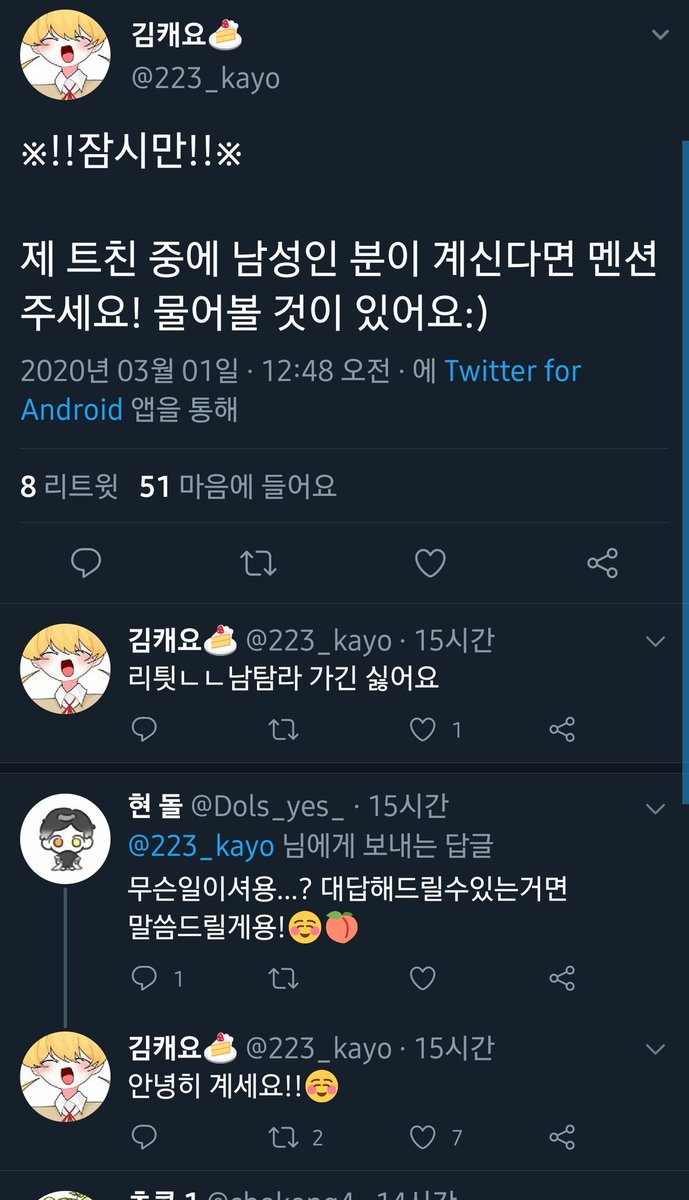 김캐요🍰
@223_kayo
※!!잠시만!!※
제 트친 중에 남성인 분이 계신다면 멘션
주세요! 물어볼 것이 있어요:)
2020년 03월 01일 · 12:48 오전 · 에 Twitter for
Android 앱을 통해
8 리트윗 51 마음에 들어요
김캐요🍰 @223_kayo · 15시간
리튓ㄴㄴ남탐라 가긴 싫어요
1
현 돌 @Dols_yes_ · 15시간
@223_kayo 님에게 보내는 답글
무슨일이셔용...? 대답해드릴수있는거면
말씀드릴게용!☺️🍑
1
김캐요🍰 @223_kayo · 15시간
안녕히 계세요!!☺️
2 7